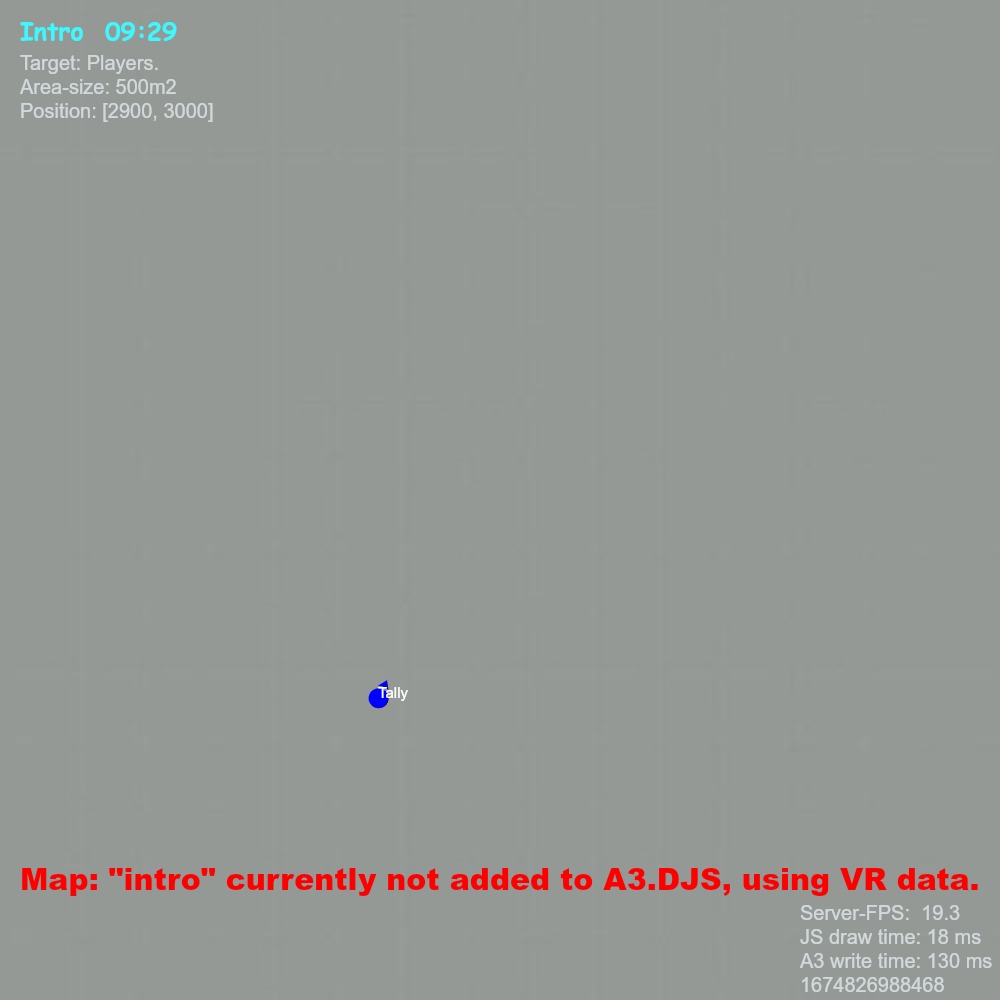 Intro 09:29
Target: Players.
Area-size: 500m2
Position: [2900, 3000]
Tally
Map: "intro" currently not added to A3.DJS, using VR data.
Server-FPS: 19.3
JS draw time: 18 ms
A3 write time: 130 ms
1674826988468